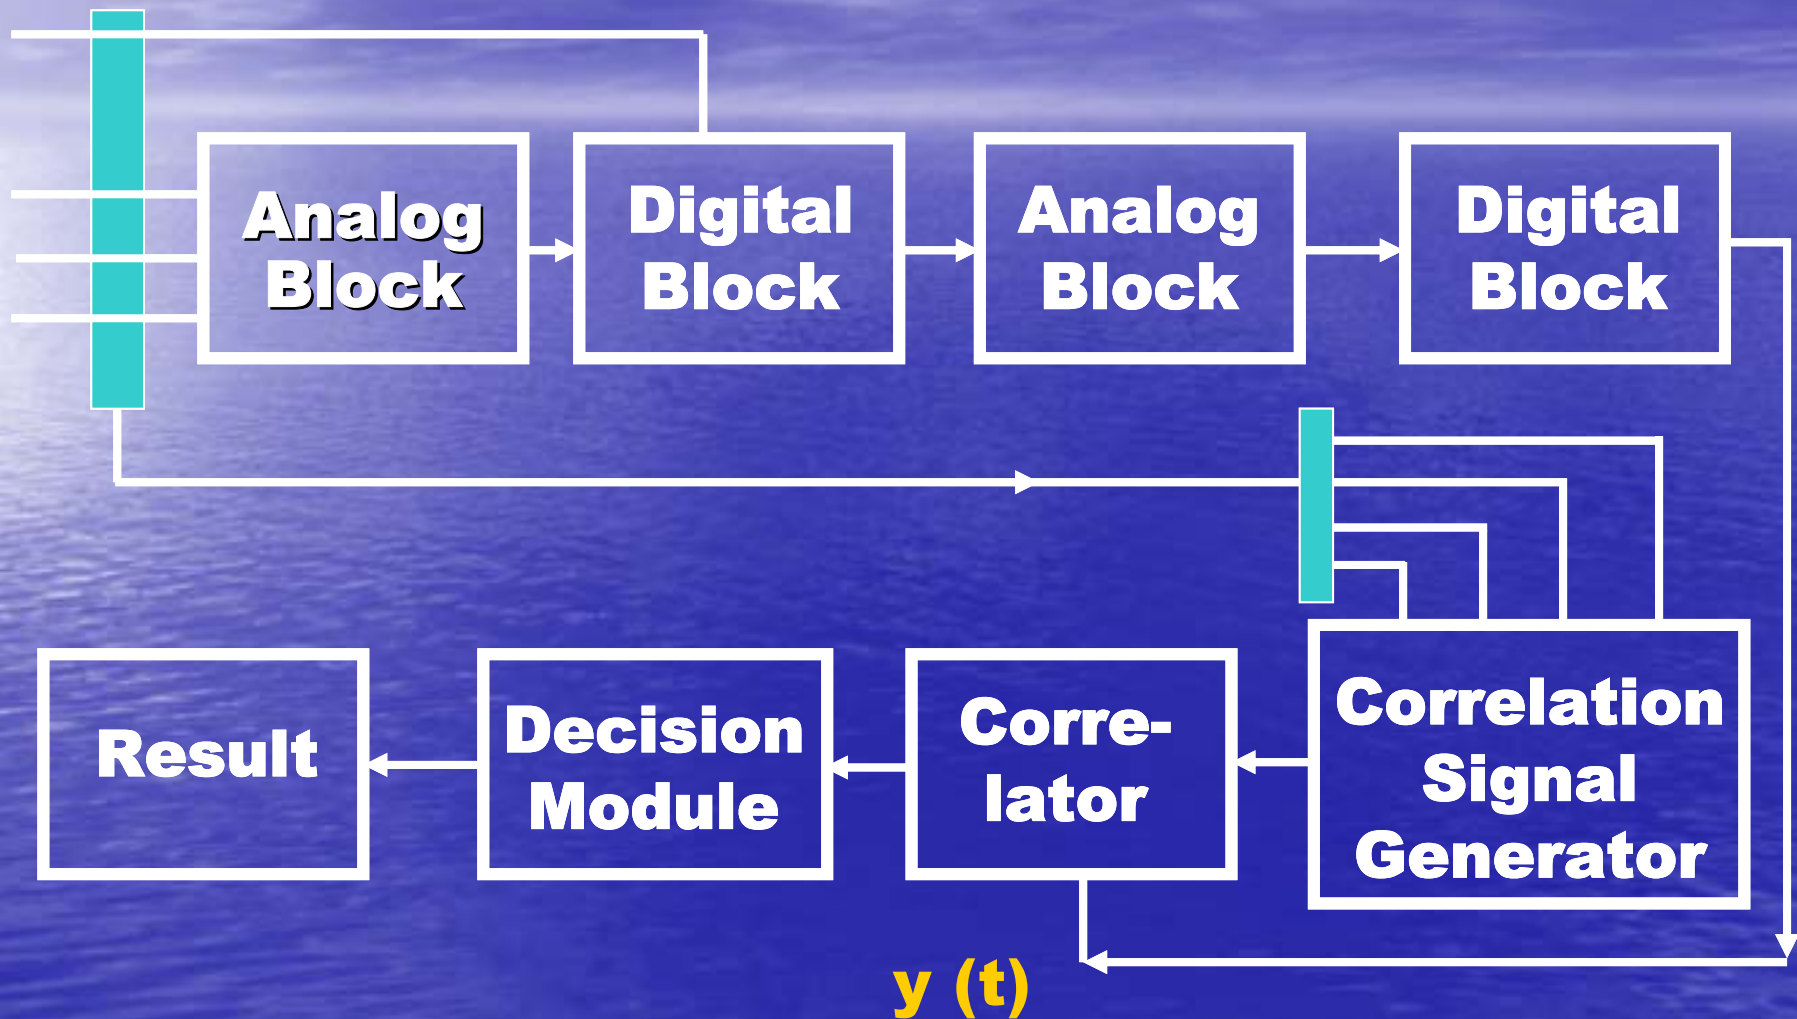 Analog
Block
Digital
Block
Analog
Block
Digital
Block
Result
Decision
Module
Corre-
lator
Correlation
Signal
Generator
y (t)